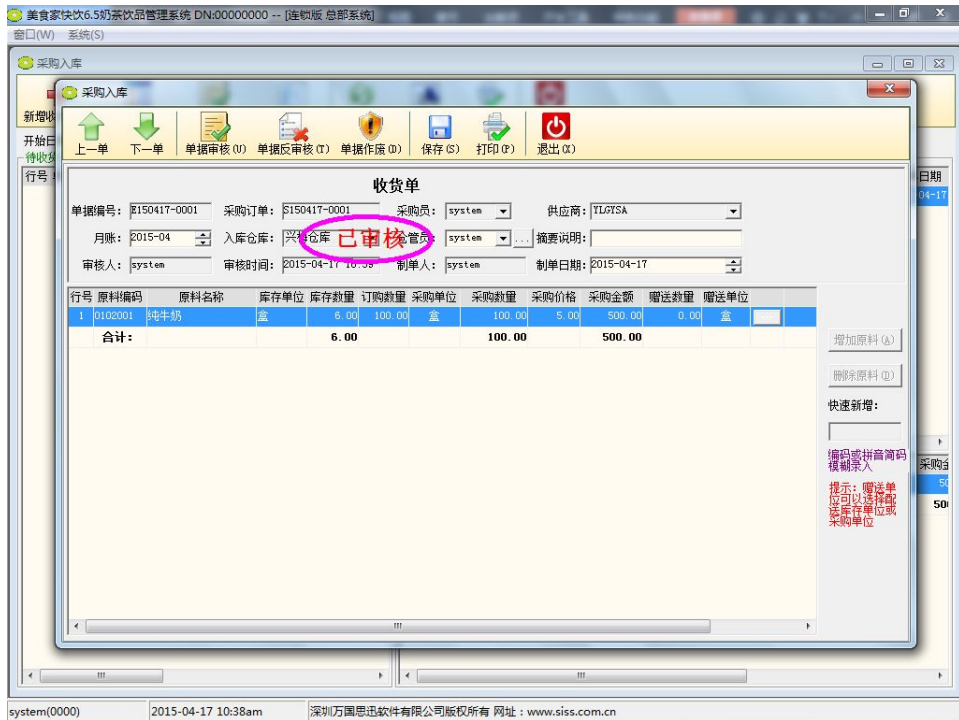 美食家快饮6.5奶茶饮品管理系统 DN:00000000 -- [连锁版 总部系统]
窗口(W) 系统(S)
采购入库
采购入库
新增收
上一单 下一单 单据审核(U) 单据反审核(T) 单据作废(D) 保存(S) 打印(P) 退出(X)
开始日
待收货
行号
日期
04-17
收货单
单据编号: E150417-0001 采购订单: S150417-0001 采购员: system 供应商: YLGYSA
月账: 2015-04 入库仓库: 仓库 已审核 管员: system ... 摘要说明:
审核人: system 审核时间: 2015-04-17 制单人: system 制单日期: 2015-04-17
行号 原料编码 原料名称 库存单位 库存数量 订购数量 采购单位 采购数量 采购价格 采购金额 赠送数量 赠送单位
1 0102001 纯牛奶 盒 6.00 100.00 盒 100.00 5.00 500.00 0.00 盒
合计: 6.00 100.00 500.00
增加原料(A)
删除原料(D)
快速新增:
编码或拼音简码
模糊录入
提示: 赠送单
位可以选择配
送库存单位或
采购单位
采购金
50
500
system(0000) 2015-04-17 10:38am 深圳万国思迅软件有限公司版权所有 网址:www.siss.com.cn